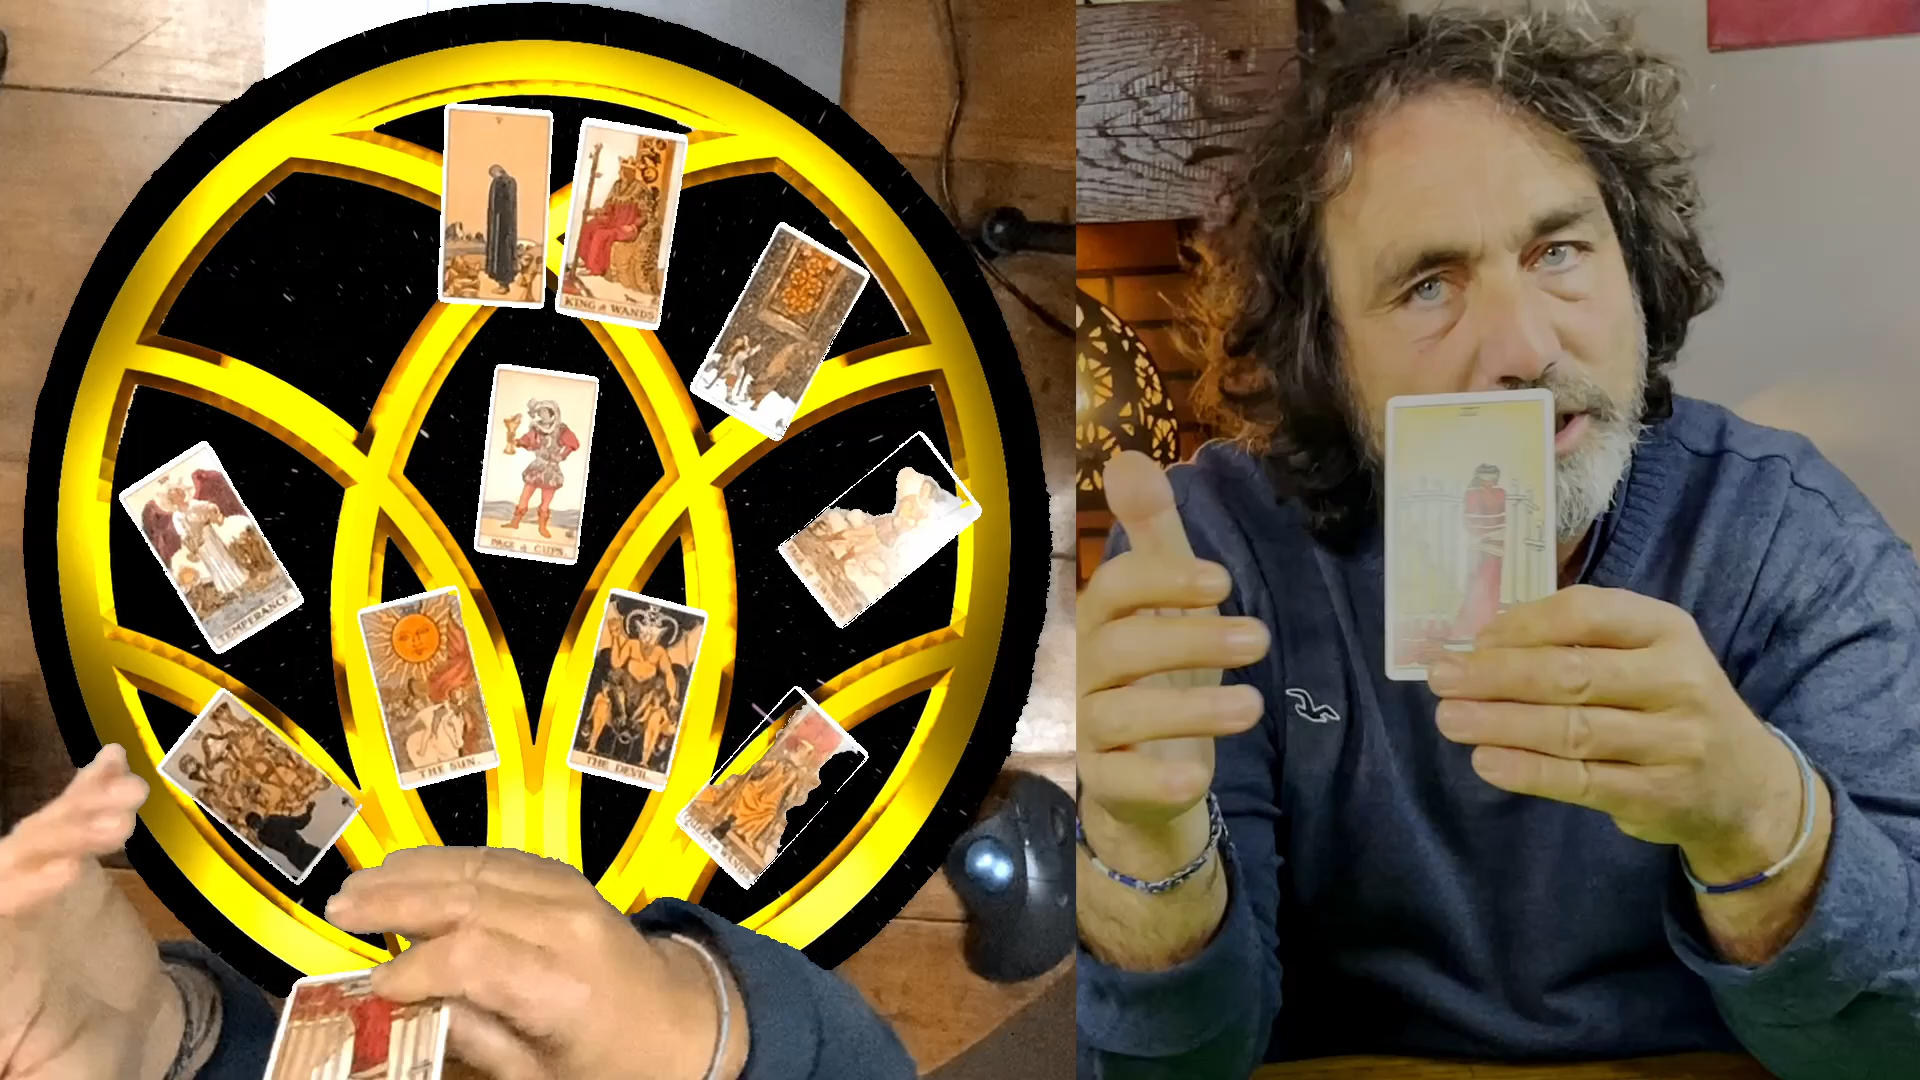 V
KING of WANDS
PAGE of CUPS.
TEMPERANCE.
THE SUN.
THE DEVIL